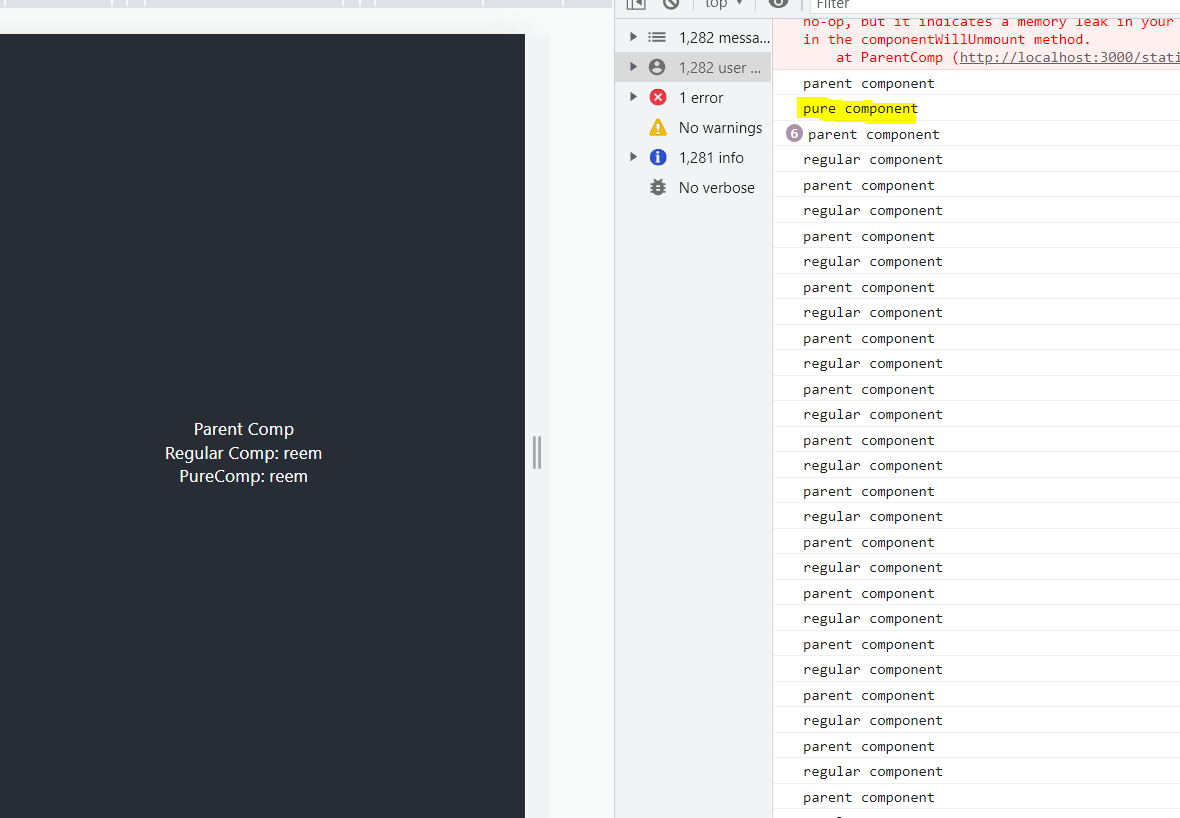 top ▼
Filter
no-op, but it indicates a memory leak in your
in the componentWillUnmount method.
at ParentComp (http://localhost:3000/stati
1,282 messa...
1,282 user ...
1 error
No warnings
1,281 info
No verbose
parent component
pure component
6 parent component
regular component
parent component
regular component
parent component
regular component
parent component
regular component
parent component
regular component
parent component
regular component
parent component
regular component
parent component
regular component
parent component
regular component
parent component
regular component
parent component
regular component
parent component
regular component
parent component
regular component
parent component
Parent Comp
Regular Comp: reem
PureComp: reem